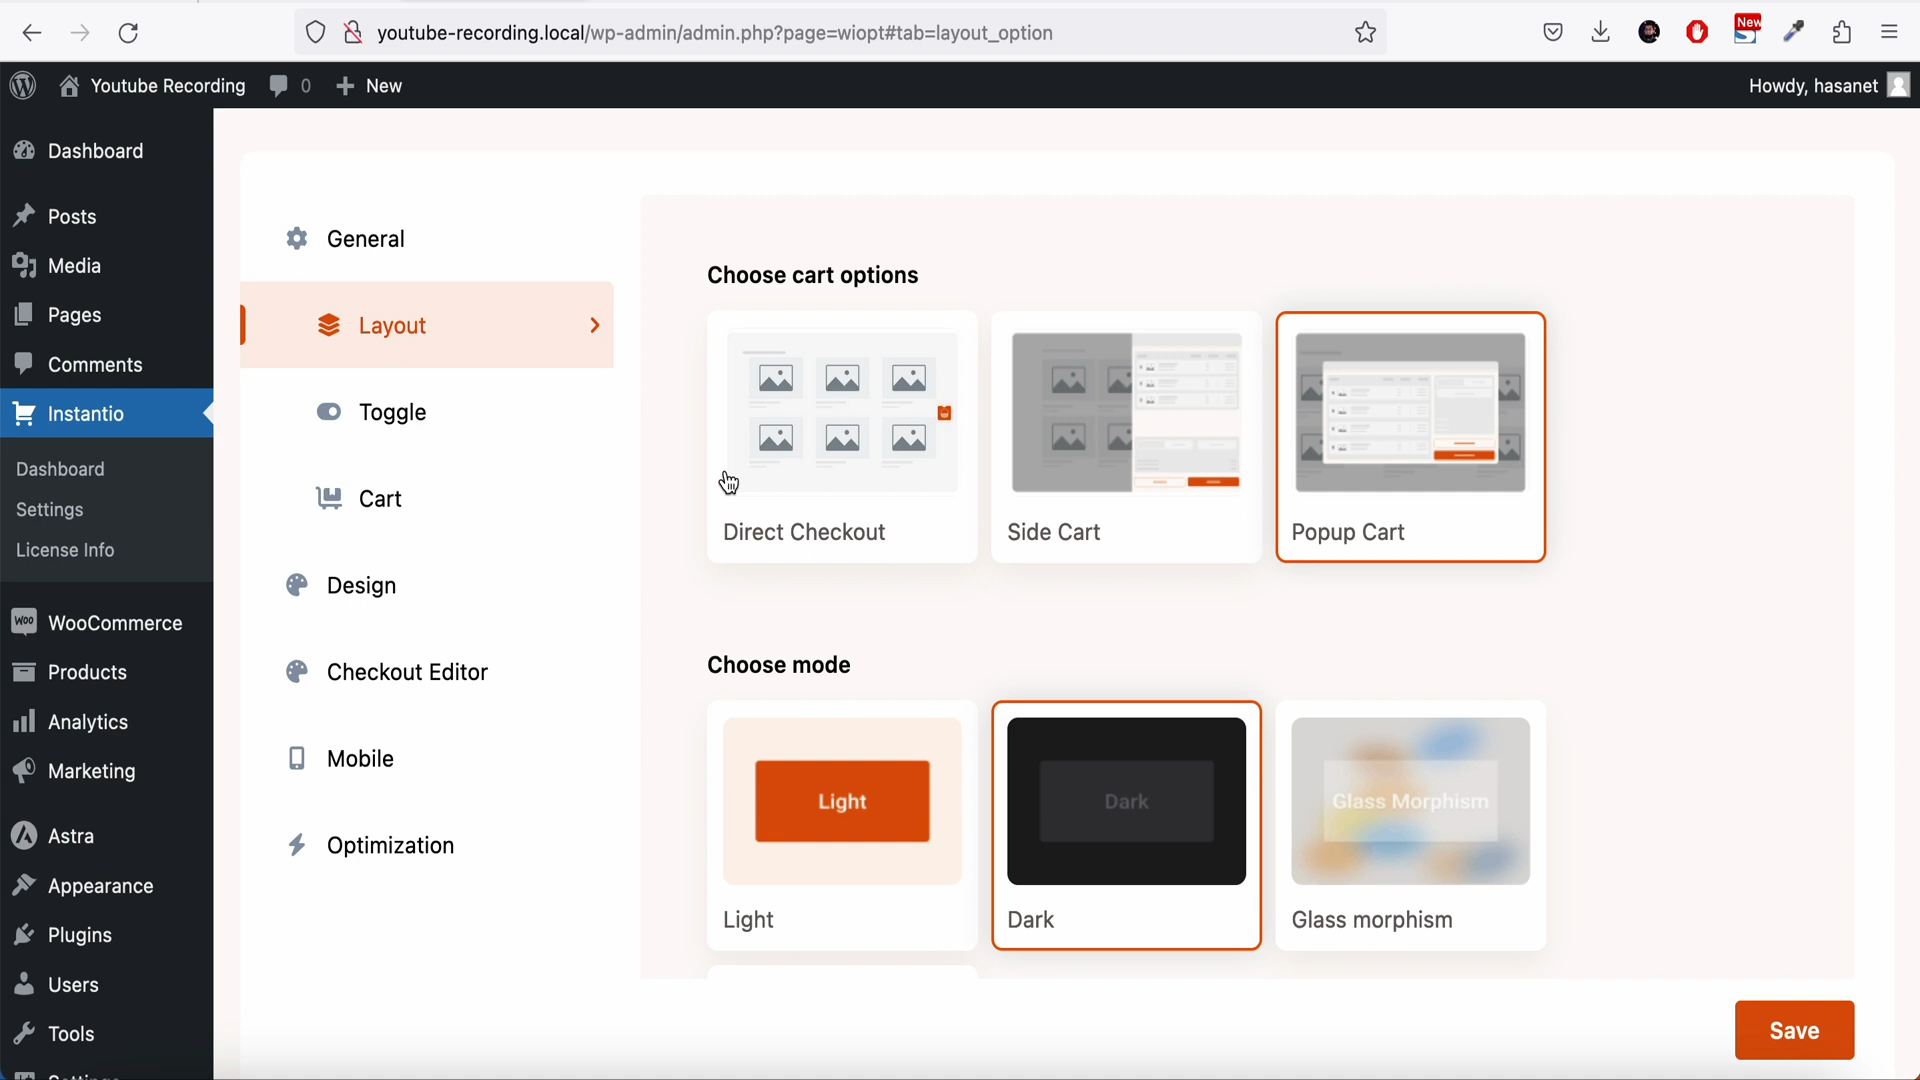 youtube-recording.local/wp-admin/admin.php?page=wiopt#tab=layout_option
New
Youtube Recording
0
New
Howdy, hasanet
Dashboard
Posts
Media
Pages
Comments
Instantio
Dashboard
Settings
License Info
Woo
WooCommerce
Products
Analytics
Marketing
Astra
Appearance
Plugins
Users
Tools
General
Layout
Toggle
Cart
Design
Checkout Editor
Mobile
Optimization
Choose cart options
Direct Checkout
Side Cart
Popup Cart
Choose mode
Light
Dark
Glass Morphism
Light
Dark
Glass morphism
Save